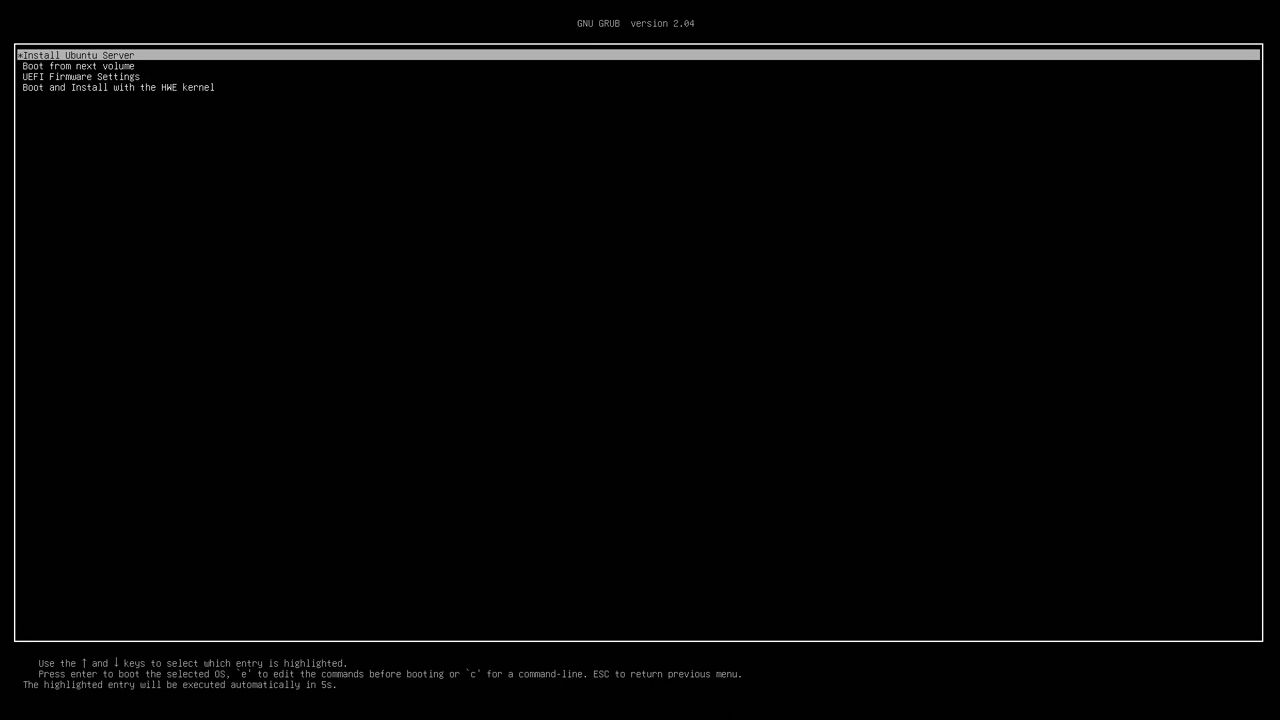 GNU GRUB  version 2.04
*Install Ubuntu Server
Boot from next volume
UEFI Firmware Settings
Boot and Install with the HWE kernel
Use the ↑ and ↓ keys to select which entry is highlighted.
Press enter to boot the selected OS, `e' to edit the commands before booting or `c' for a command-line. ESC to return previous menu.
The highlighted entry will be executed automatically in 5s.